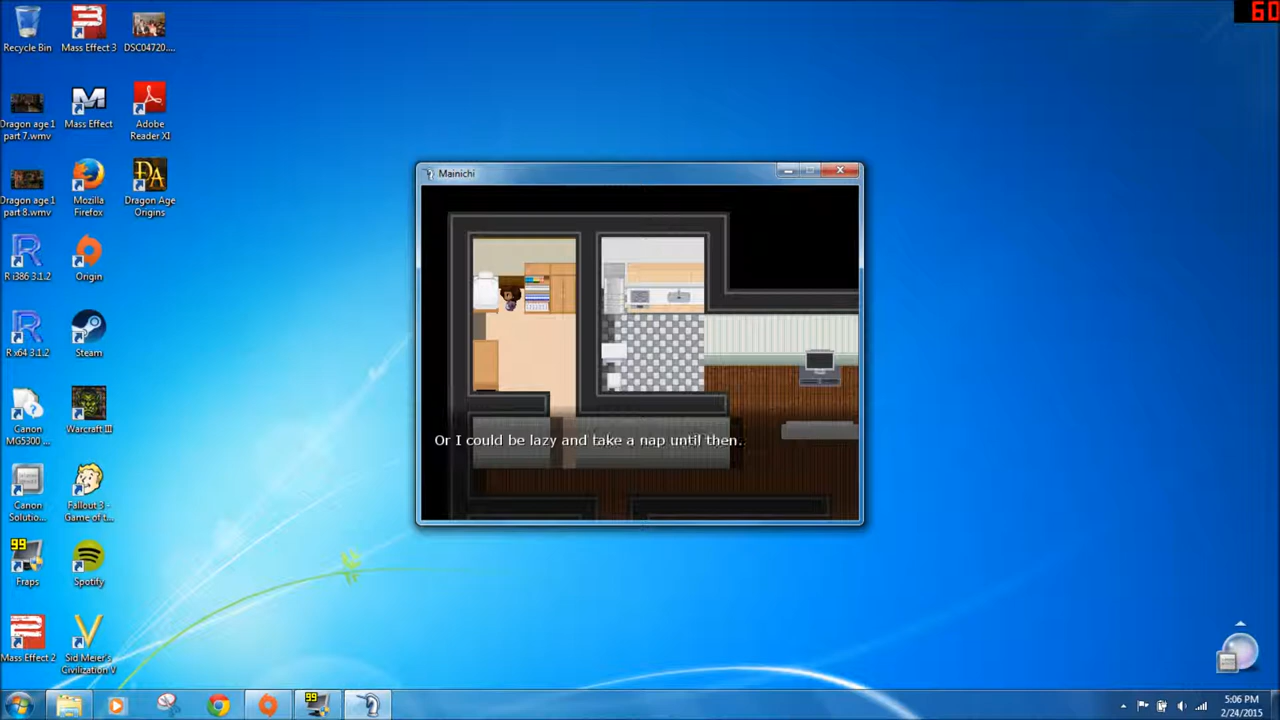 60
Recycle Bin
Mass Effect 3
DSC04720....
Dragon age 1
part 7.wmv
Mass Effect
Adobe
Reader XI
Dragon age 1
part 8.wmv
Mozilla
Firefox
Dragon Age
Origins
R i386 3.1.2
Origin
R x64 3.1.2
Steam
Canon
MG5300 ...
Warcraft III
Canon
Solutio...
Fallout 3 -
Game of t...
99
Fraps
Spotify
Mass Effect 2
Sid Meier's
Civilization V
Mainichi
Or I could be lazy and take a nap until then..
99
5:06 PM
2/24/2015